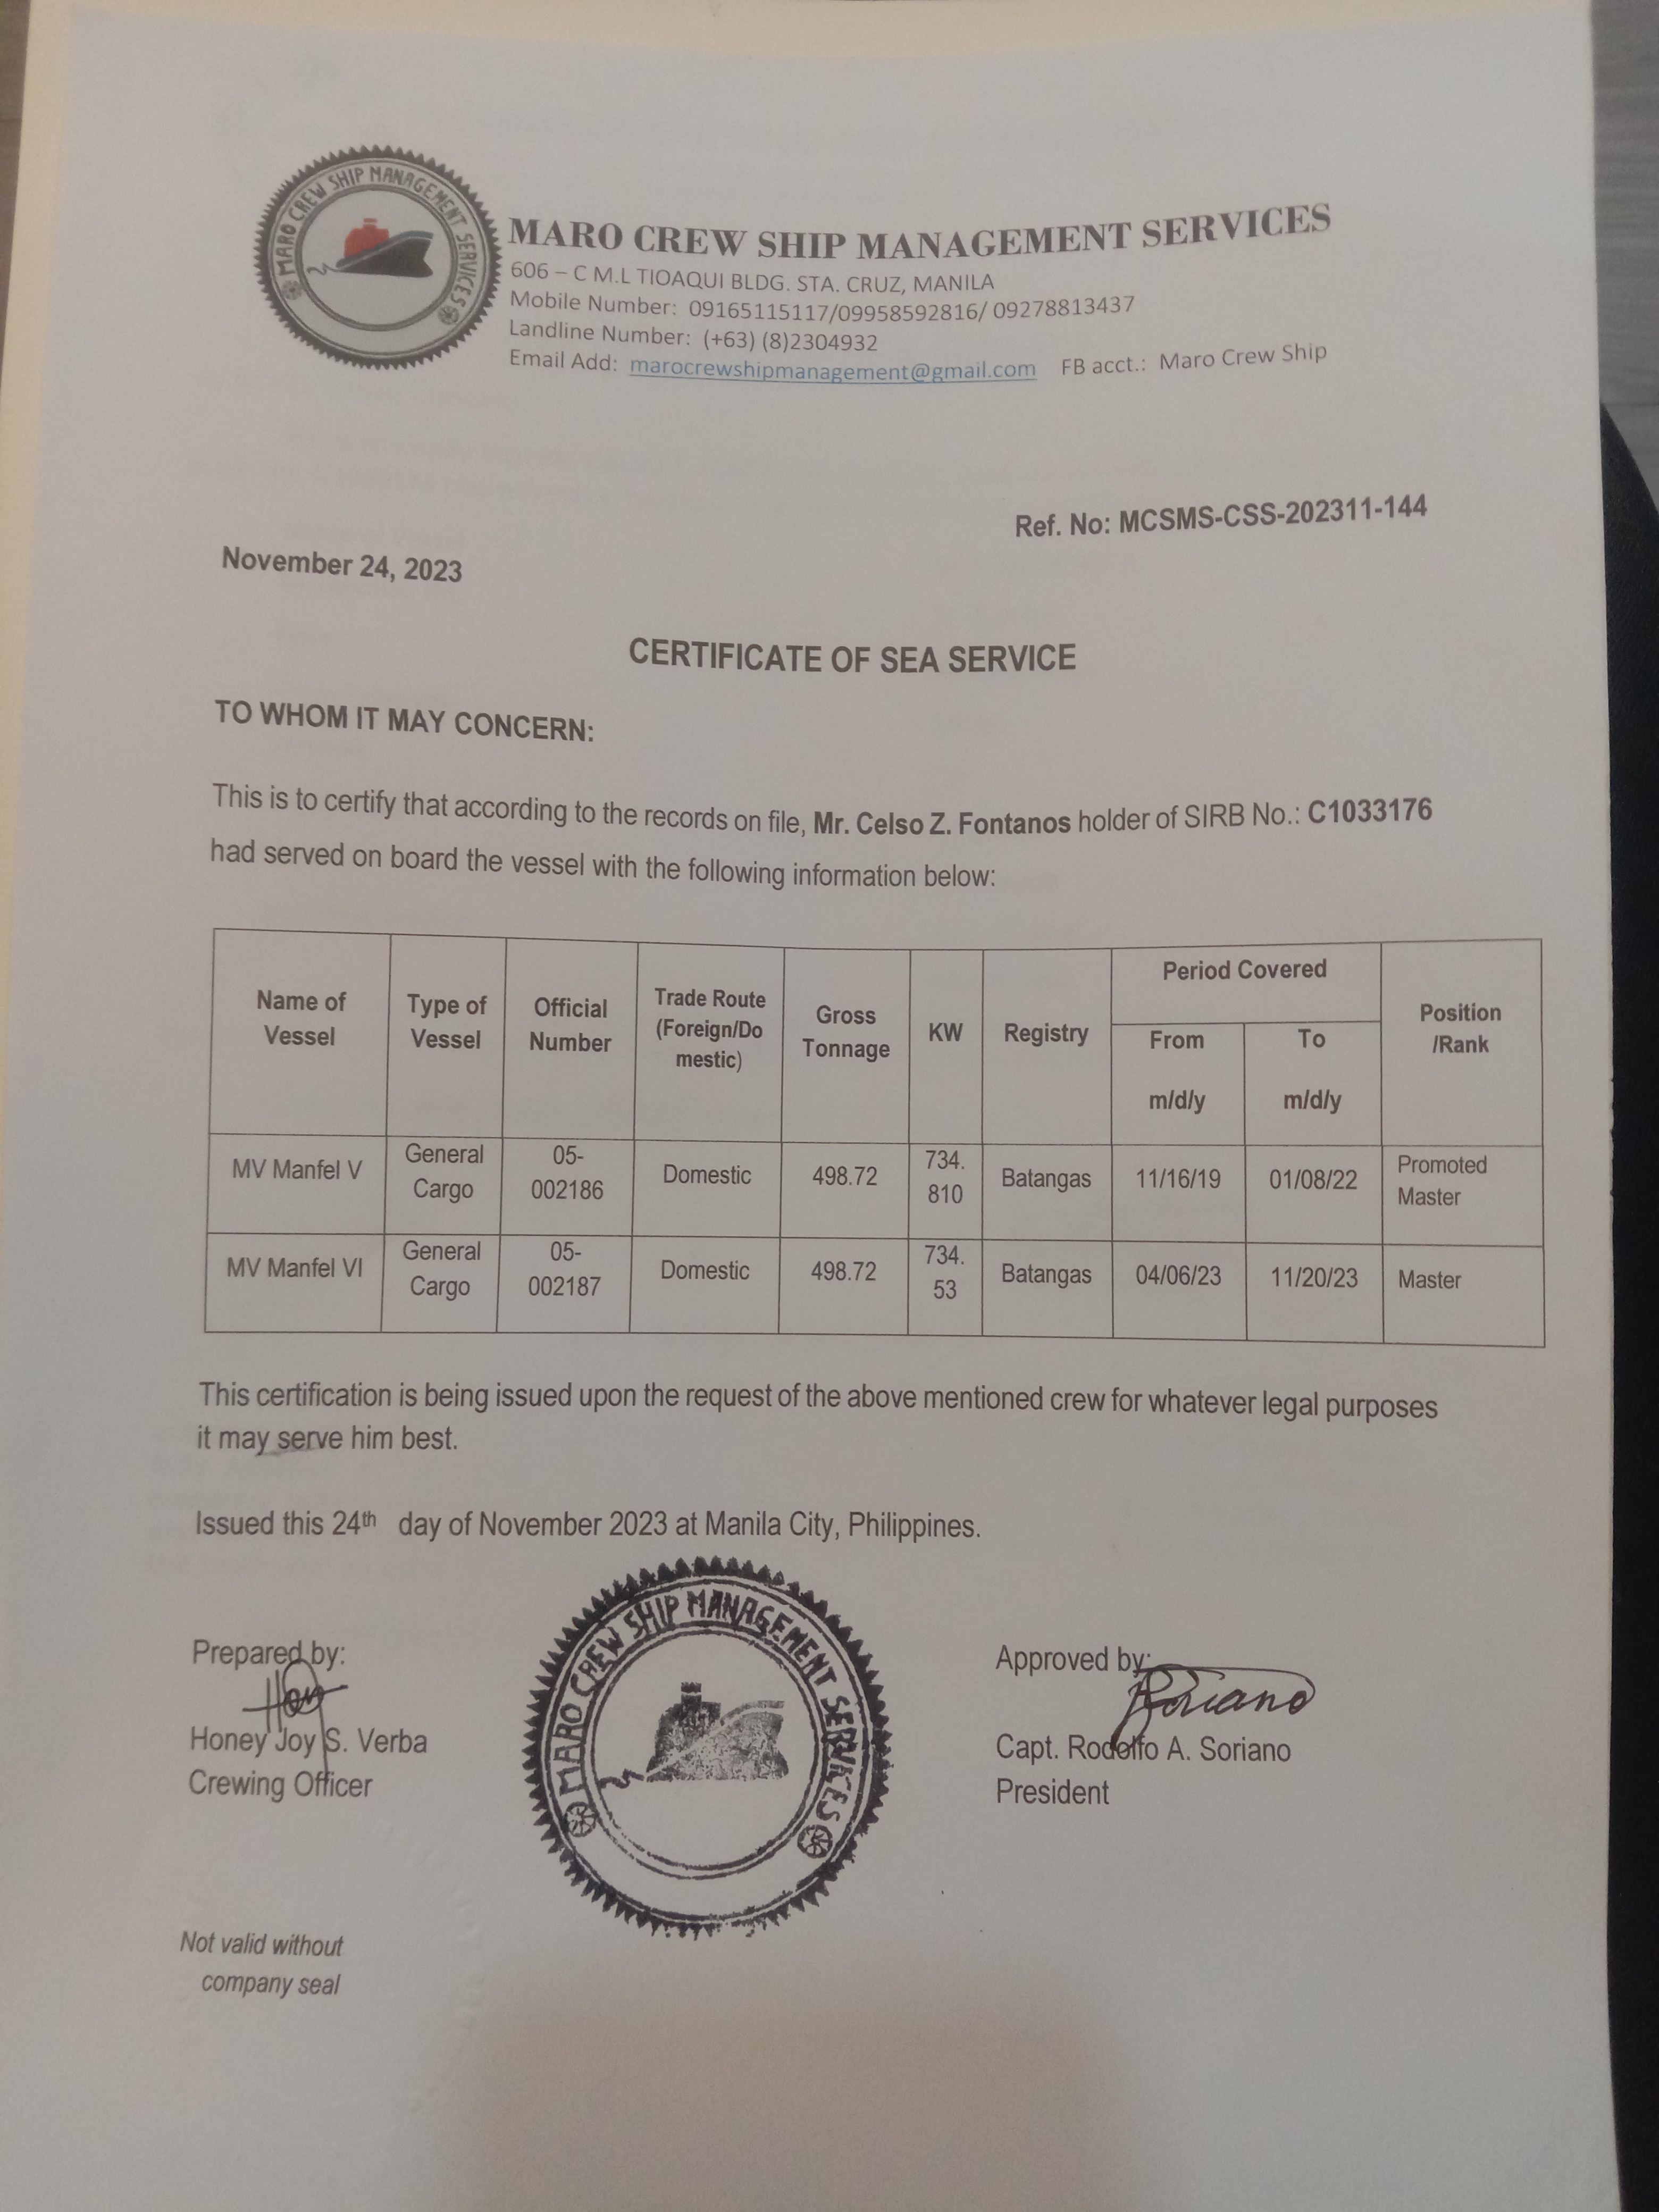 MARO CREW SHIP MANAGEMENT SERVICES
MARO CREW SHIP MANAGEMENT SERVICES
606 – C M.L TIOAQUI BLDG. STA. CRUZ, MANILA
Mobile Number: 09165115117/09958592816/ 09278813437
Landline Number: (+63) (8)2304932
Email Add: marocrewshipmanagement@gmail.com FB acct.: Maro Crew Ship
Ref. No: MCSMS-CSS-202311-144
November 24, 2023
CERTIFICATE OF SEA SERVICE
TO WHOM IT MAY CONCERN:
This is to certify that according to the records on file, Mr. Celso Z. Fontanos holder of SIRB No.: C1033176
had served on board the vessel with the following information below:
Name of
Vessel
Type of
Vessel
Official
Number
Trade Route
(Foreign/Do
mestic)
Gross
Tonnage
KW
Registry
Period Covered
From
m/d/y
To
m/d/y
Position
/Rank
MV Manfel V
General
Cargo
05-
002186
Domestic
498.72
734.
810
Batangas
11/16/19
01/08/22
Promoted
Master
MV Manfel VI
General
Cargo
05-
002187
Domestic
498.72
734.
53
Batangas
04/06/23
11/20/23
Master
This certification is being issued upon the request of the above mentioned crew for whatever legal purposes
it may serve him best.
Issued this 24th day of November 2023 at Manila City, Philippines.
Prepared by:
Honey Joy S. Verba
Crewing Officer
MARO CREW SHIP MANAGEMENT SERVICES
Approved by:
Capt. Rodolfo A. Soriano
President
Not valid without
company seal